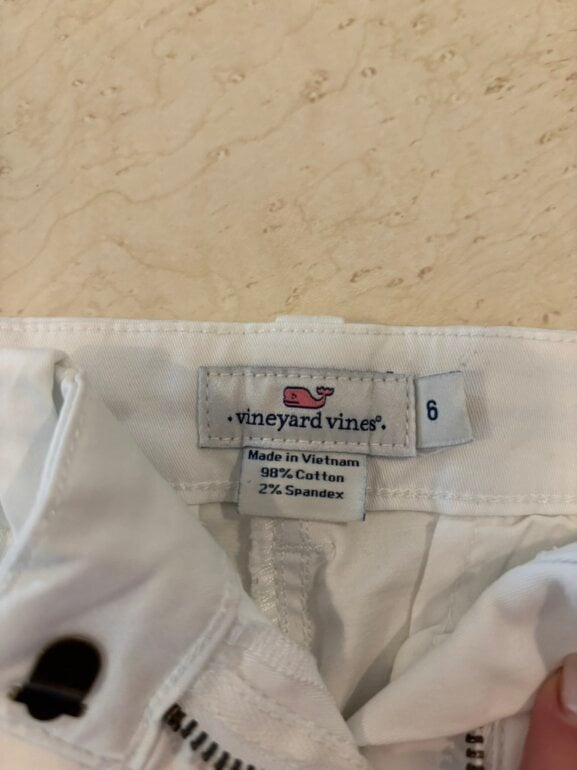 vineyard vines®
6
Made in Vietnam
98% Cotton
2% Spandex